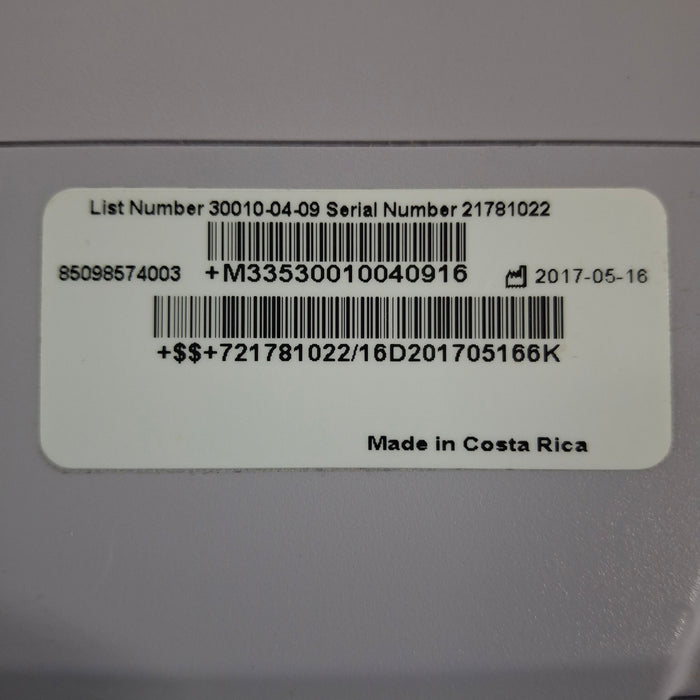 List Number 30010-04-09 Serial Number 21781022
85098574003 +M33530010040916 2017-05-16
+$$+721781022/16D201705166K
Made in Costa Rica